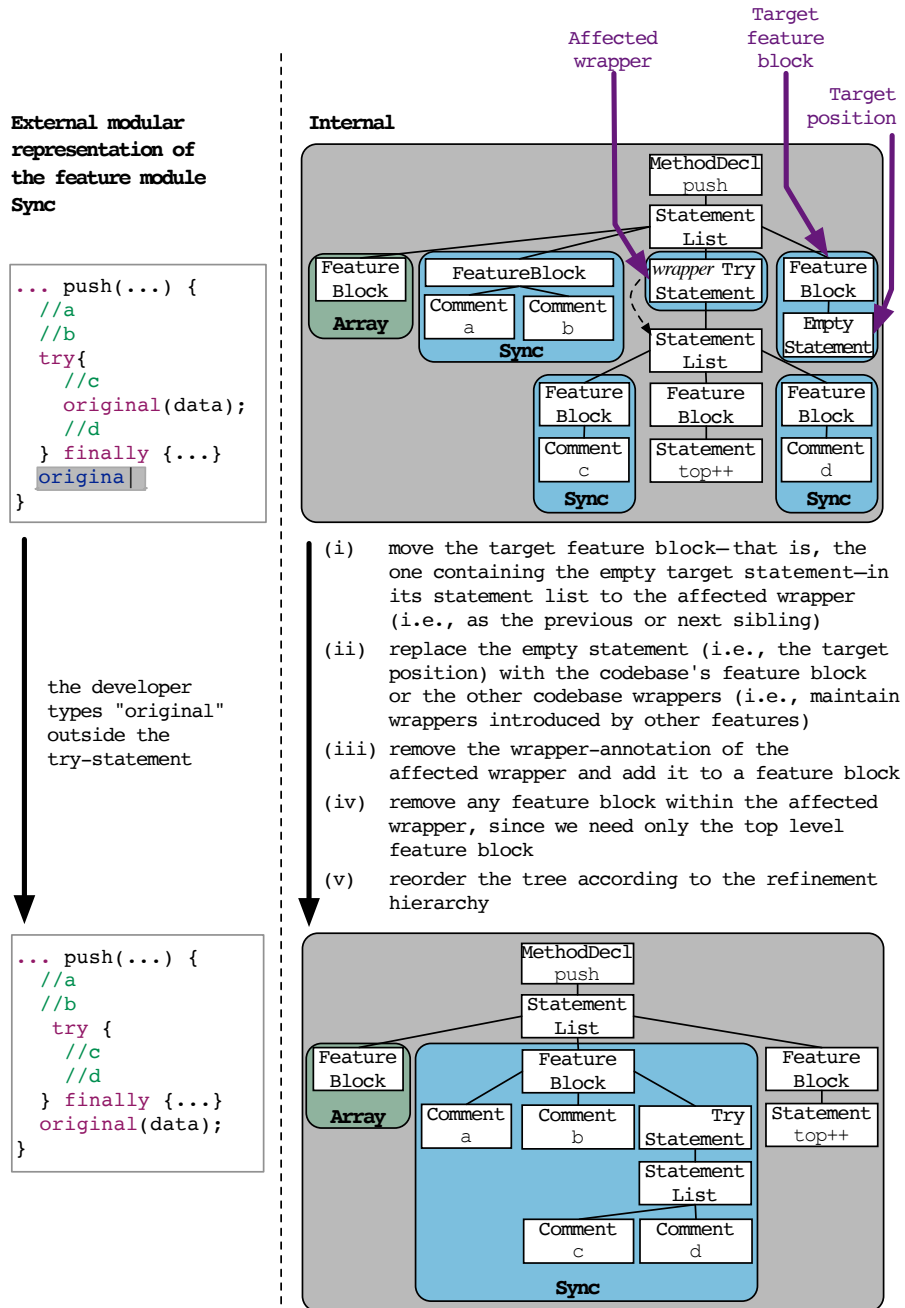 Target
feature
block
Affected
wrapper
Target
position
External modular
representation of
the feature module
Sync
Internal
MethodDecl
push
Statement
List
Feature
Block
Array
FeatureBlock
Comment
a
Comment
b
Sync
wrapper Try
Statement
Feature
Block
Empty
Statement
Statement
List
Feature
Block
Comment
c
Sync
Feature
Block
Statement
top++
Feature
Block
Comment
d
Sync
... push(...) {
//a
//b
try{
//c
original(data);
//d
} finally {...}
origina|
}
the developer
types "original"
outside the
try-statement
(i) move the target feature block—that is, the
one containing the empty target statement—in
its statement list to the affected wrapper
(i.e., as the previous or next sibling)
(ii) replace the empty statement (i.e., the target
position) with the codebase's feature block
or the other codebase wrappers (i.e., maintain
wrappers introduced by other features)
(iii) remove the wrapper-annotation of the
affected wrapper and add it to a feature block
(iv) remove any feature block within the affected
wrapper, since we need only the top level
feature block
(v) reorder the tree according to the refinement
hierarchy
... push(...) {
//a
//b
try {
//c
//d
} finally {...}
original(data);
}
MethodDecl
push
Statement
List
Feature
Block
Array
Feature
Block
Comment
a
Comment
b
Try
Statement
Statement
List
Comment
c
Comment
d
Sync
Feature
Block
Statement
top++